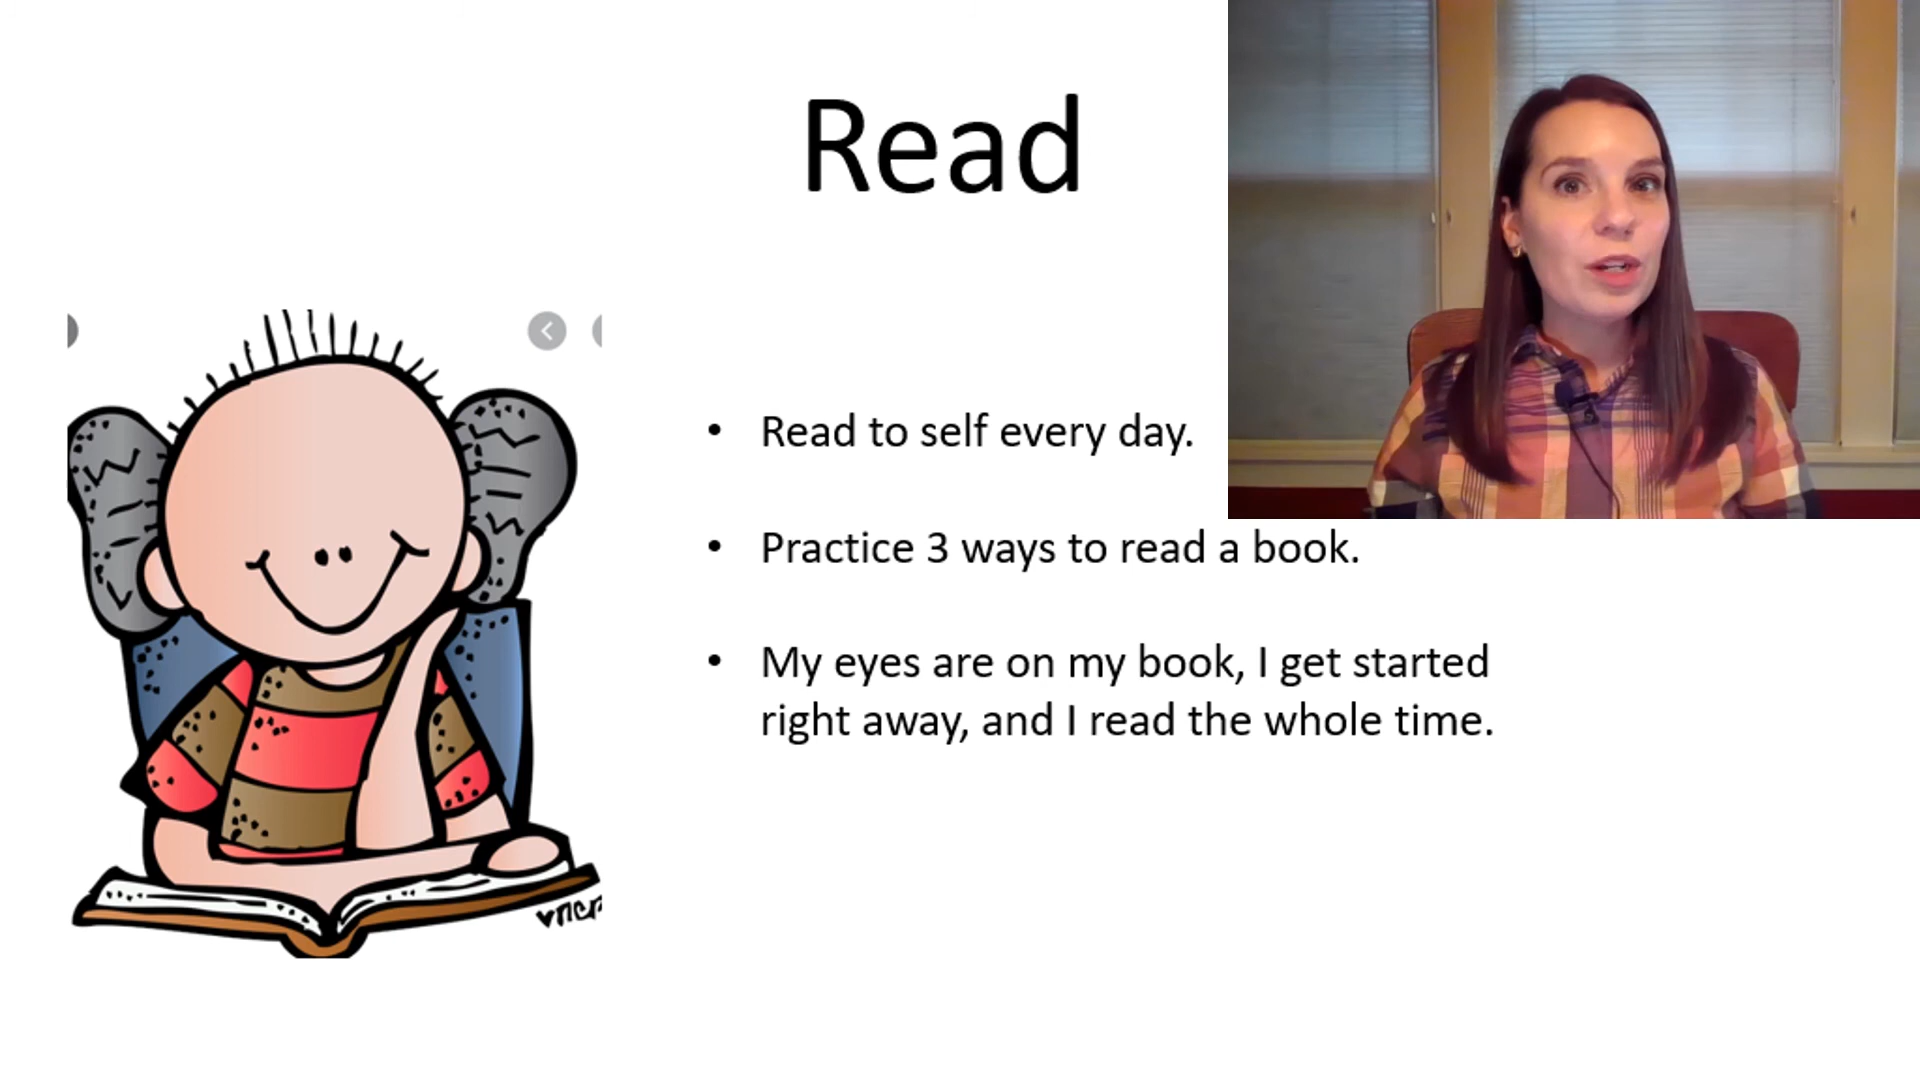 Read
• Read to self every day.
• Practice 3 ways to read a book.
• My eyes are on my book, I get started
right away, and I read the whole time.